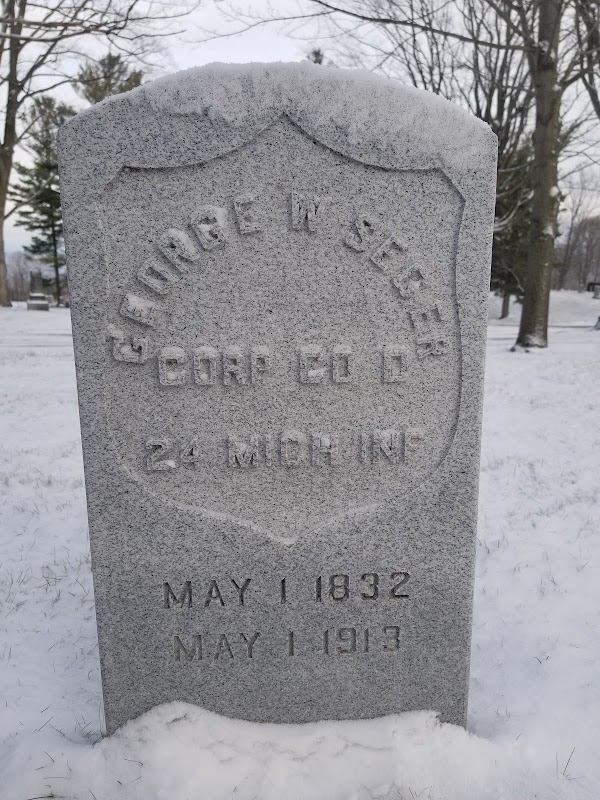 GEORGE W SEGER
CORP CO D
24 MICH INF
MAY 1 1832
MAY 1 1913